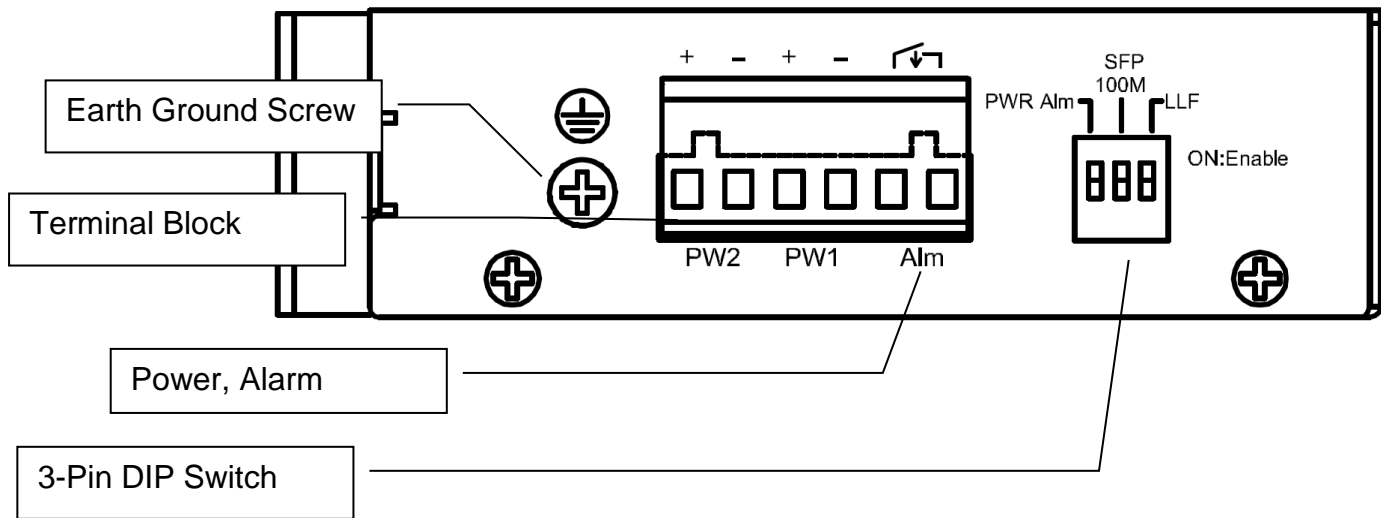 + - + -
SFP
100M
PWR Alm
LLF
Earth Ground Screw
ON:Enable
Terminal Block
PW2 PW1 Alm
Power, Alarm
3-Pin DIP Switch